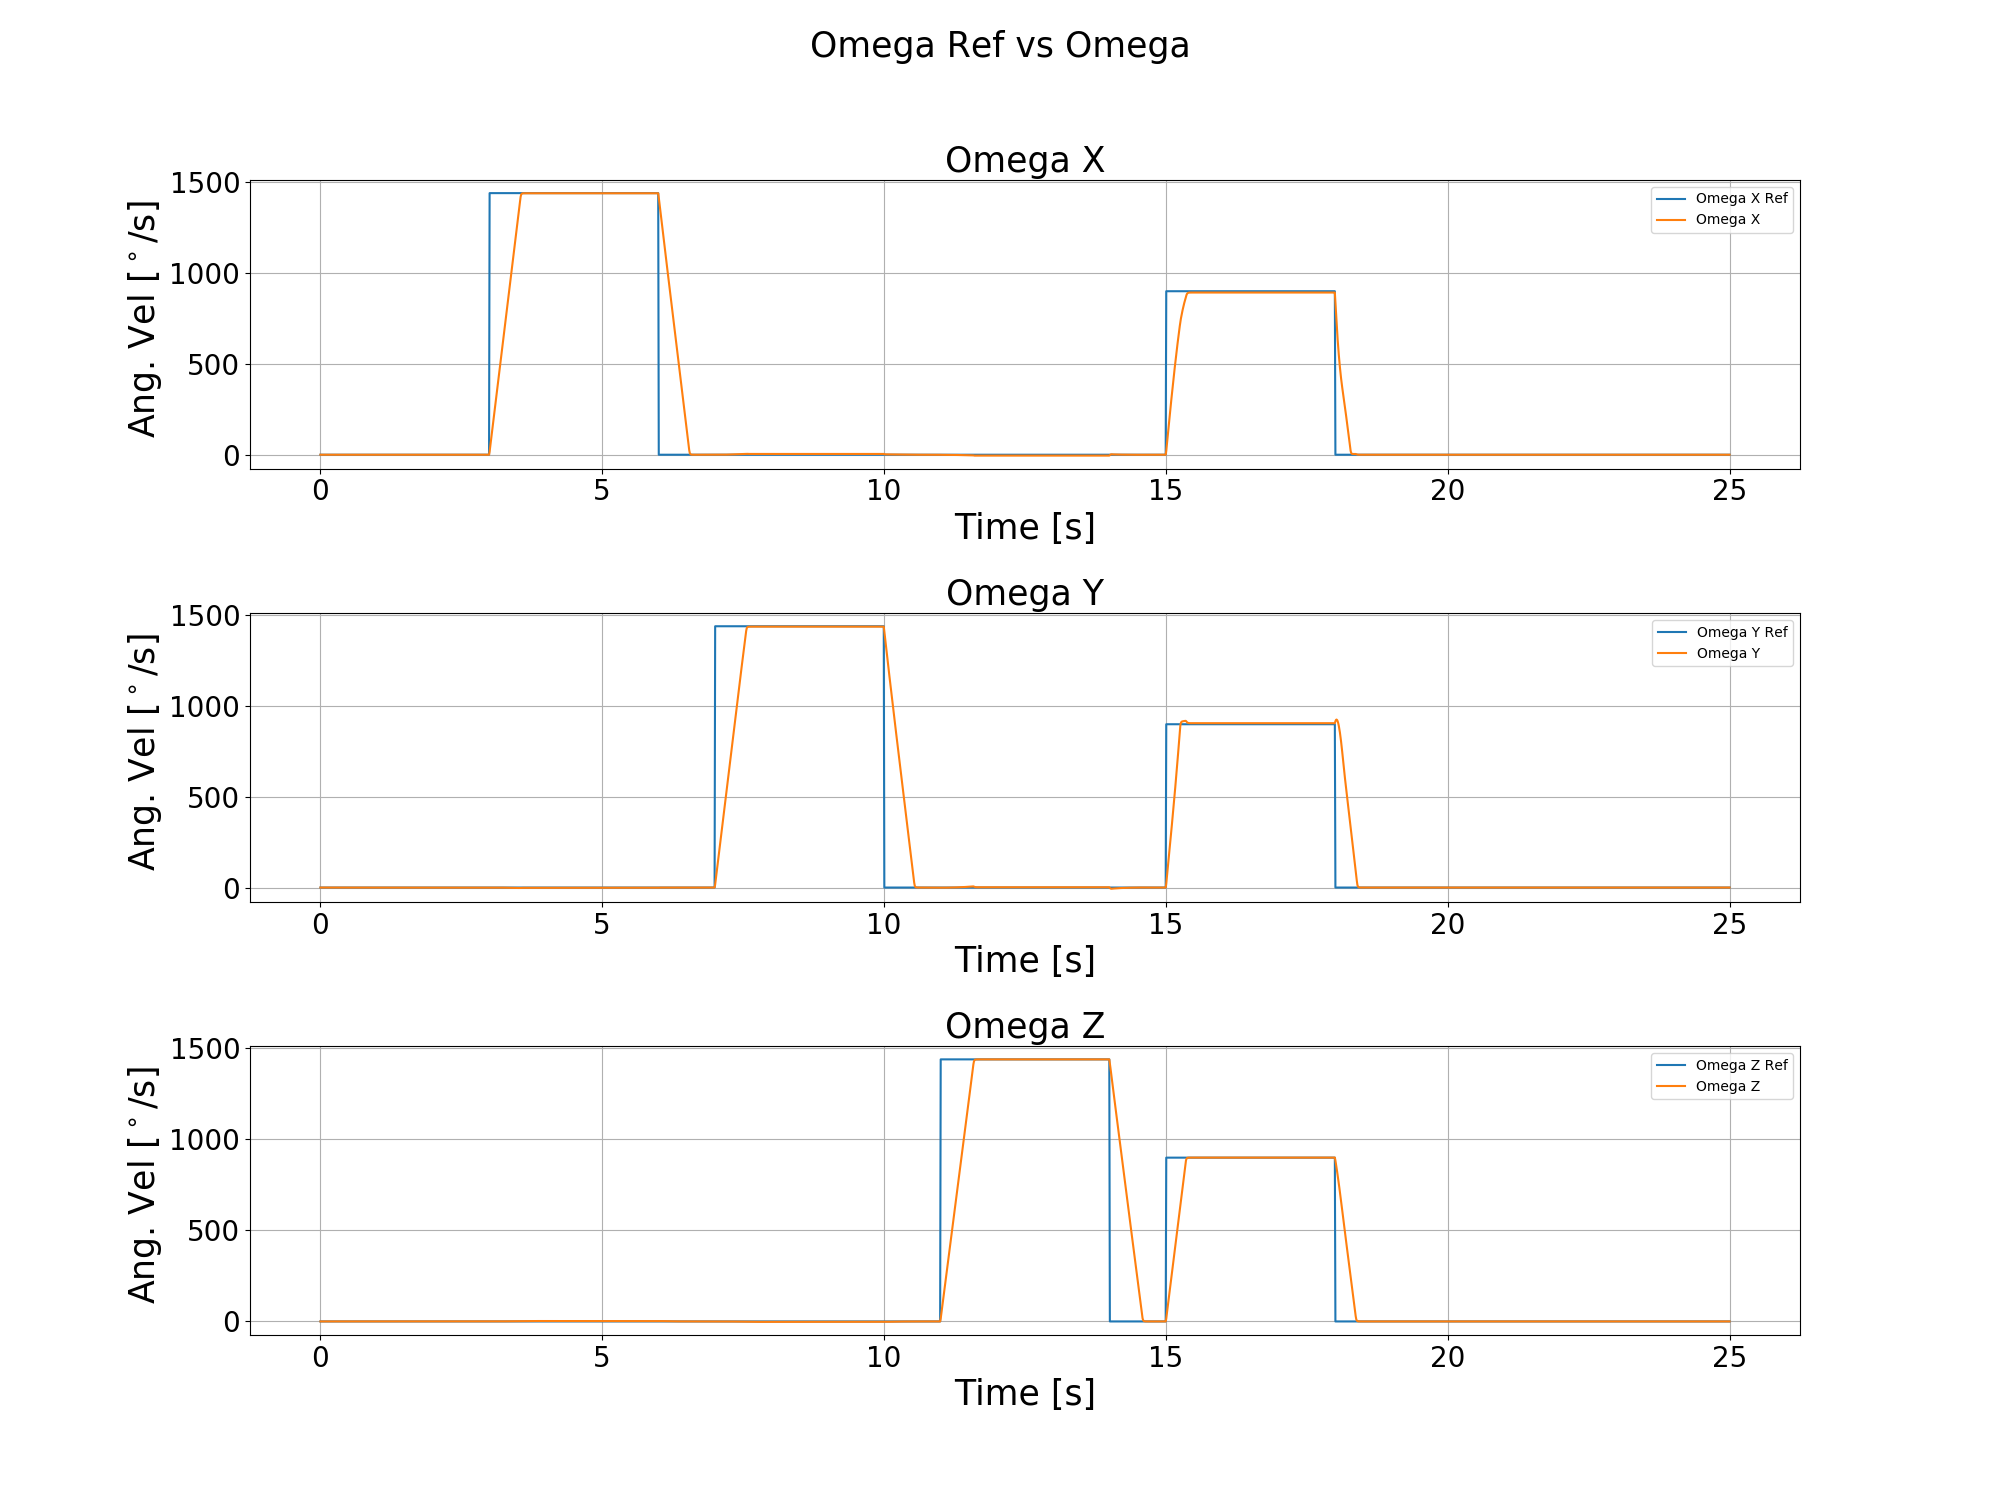 Omega Ref vs Omega
Omega X
Ang. Vel [°/s]
1500
1000
500
0
Omega X Ref
Omega X
0 5 10 15 20 25
Time [s]
Omega Y
Ang. Vel [°/s]
1500
1000
500
0
Omega Y Ref
Omega Y
0 5 10 15 20 25
Time [s]
Omega Z
Ang. Vel [°/s]
1500
1000
500
0
Omega Z Ref
Omega Z
0 5 10 15 20 25
Time [s]